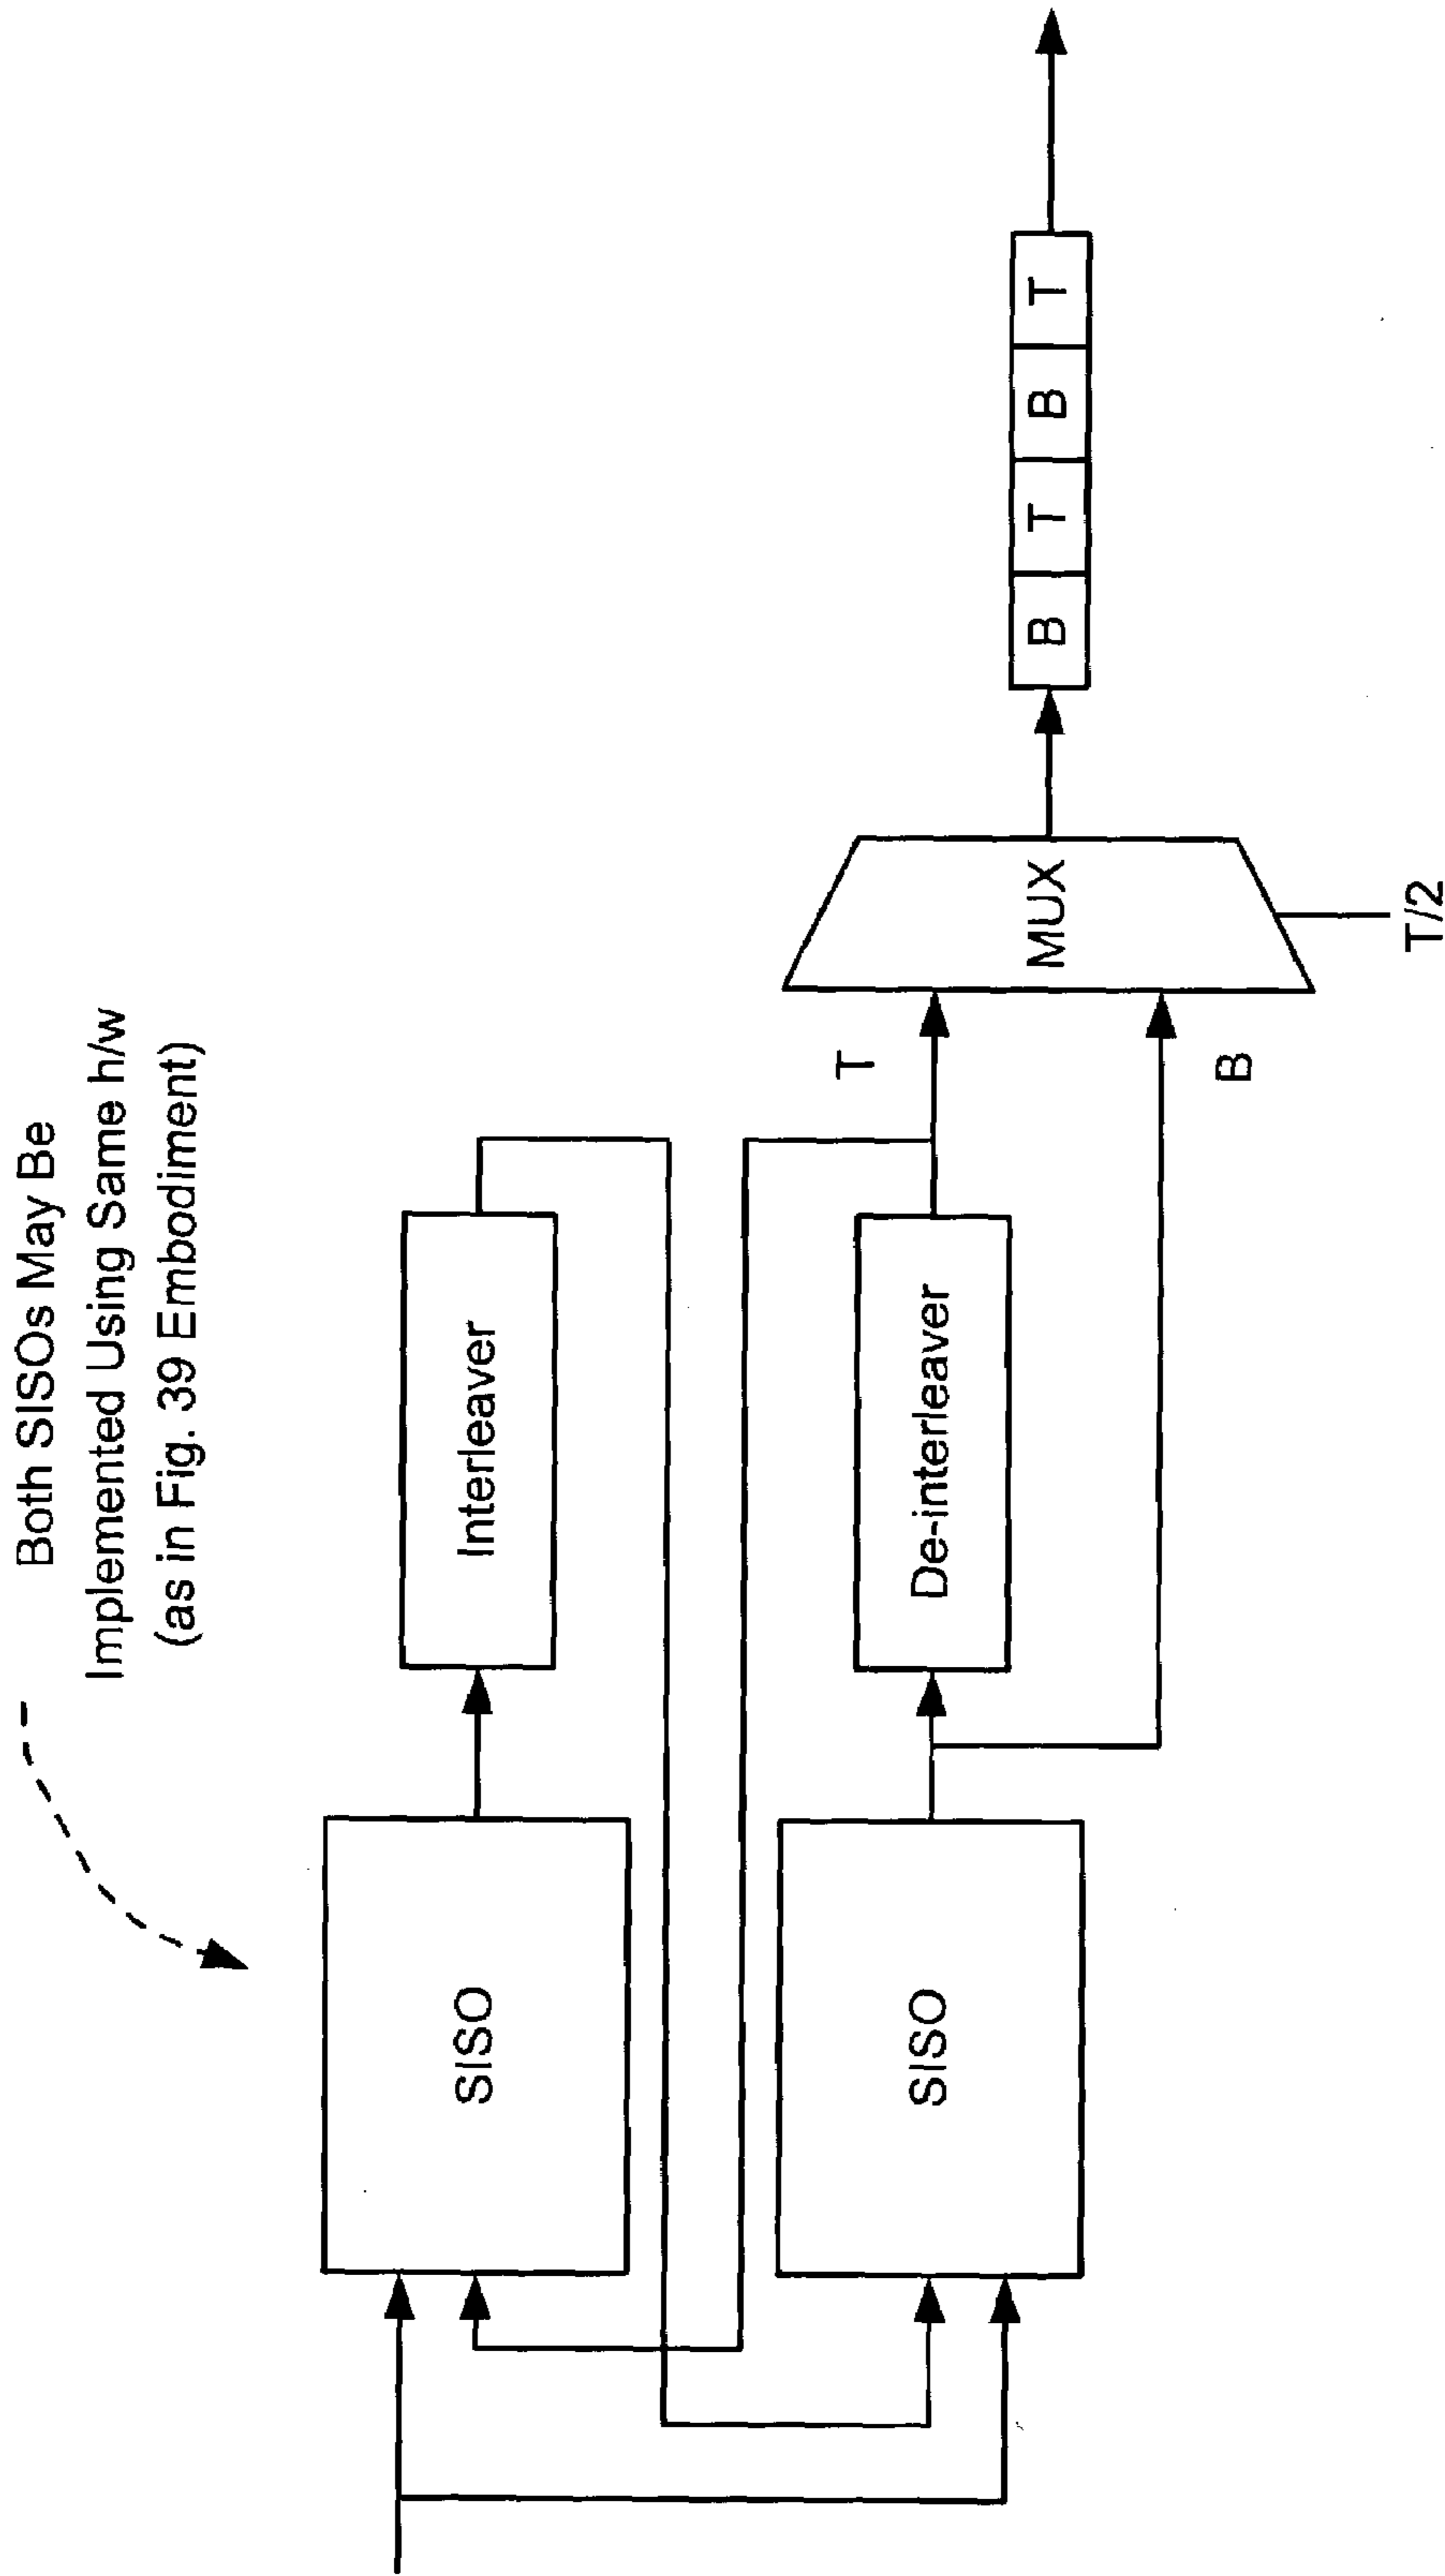 Both SISOs May Be
Implemented Using Same h/w
(as in Fig. 39 Embodiment)
SISO
Interleaver
SISO
De-interleaver
T
B
MUX
T/2
B
T
B
T